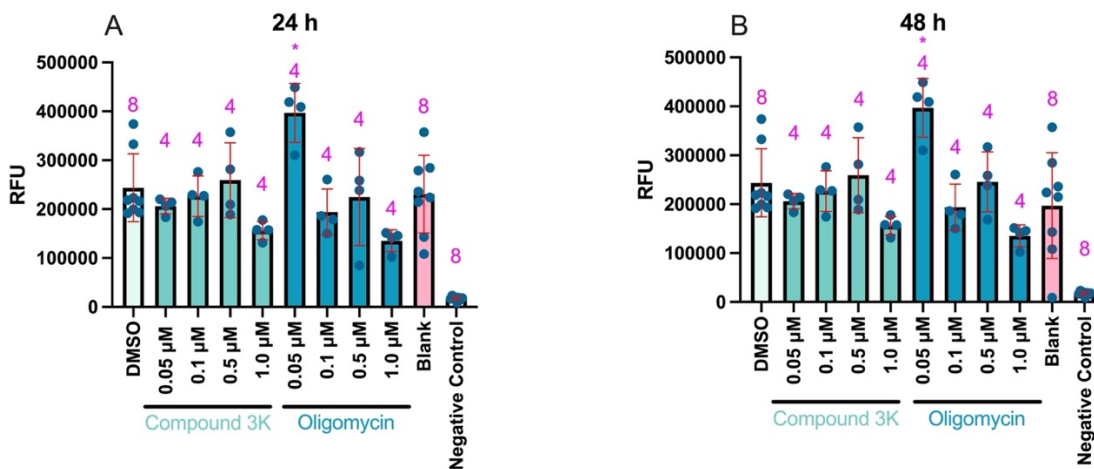 A
24 h
500000
400000
300000
200000
100000
0
RFU
8
4
4
4
4
*
4
4
4
4
8
8
DMSO
0.05 µM
0.1 µM
0.5 µM
1.0 µM
0.05 µM
0.1 µM
0.5 µM
1.0 µM
Blank
Negative Control
Compound 3K
Oligomycin
B
48 h
500000
400000
300000
200000
100000
0
RFU
8
4
4
4
4
*
4
4
4
4
8
8
DMSO
0.05 µM
0.1 µM
0.5 µM
1.0 µM
0.05 µM
0.1 µM
0.5 µM
1.0 µM
Blank
Negative Control
Compound 3K
Oligomycin